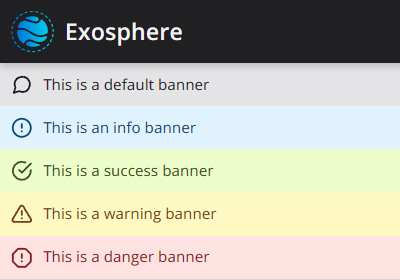 Exosphere
This is a default banner
This is an info banner
This is a success banner
This is a warning banner
This is a danger banner